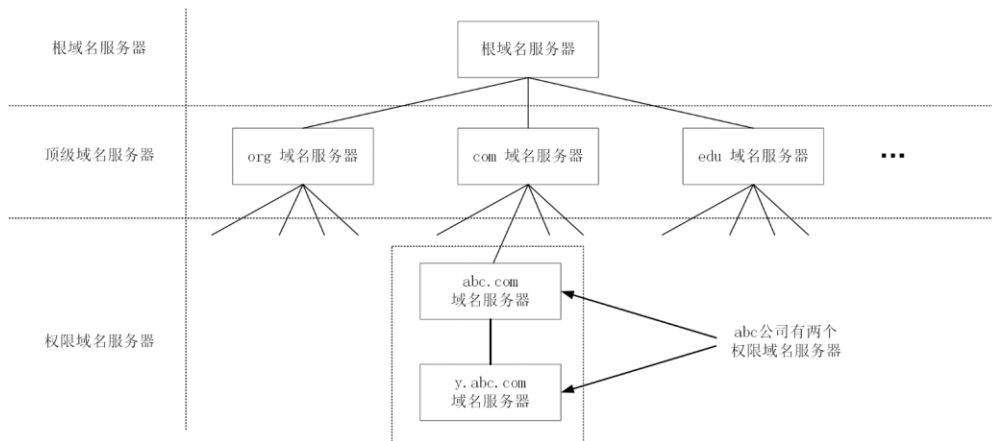 根域名服务器
根域名服务器
顶级域名服务器
org 域名服务器
com 域名服务器
edu 域名服务器
...
权限域名服务器
abc.com
域名服务器
y.abc.com
域名服务器
abc公司有两个
权限域名服务器